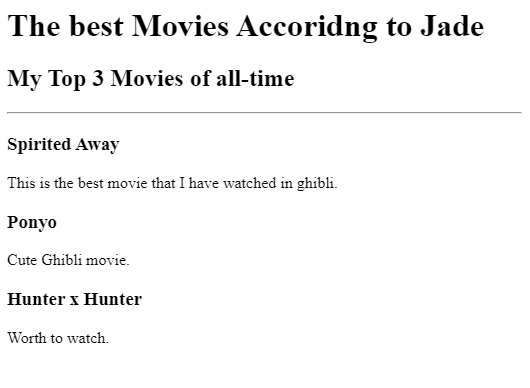 The best Movies Accoridng to Jade
My Top 3 Movies of all-time
Spirited Away
This is the best movie that I have watched in ghibli.
Ponyo
Cute Ghibli movie.
Hunter x Hunter
Worth to watch.